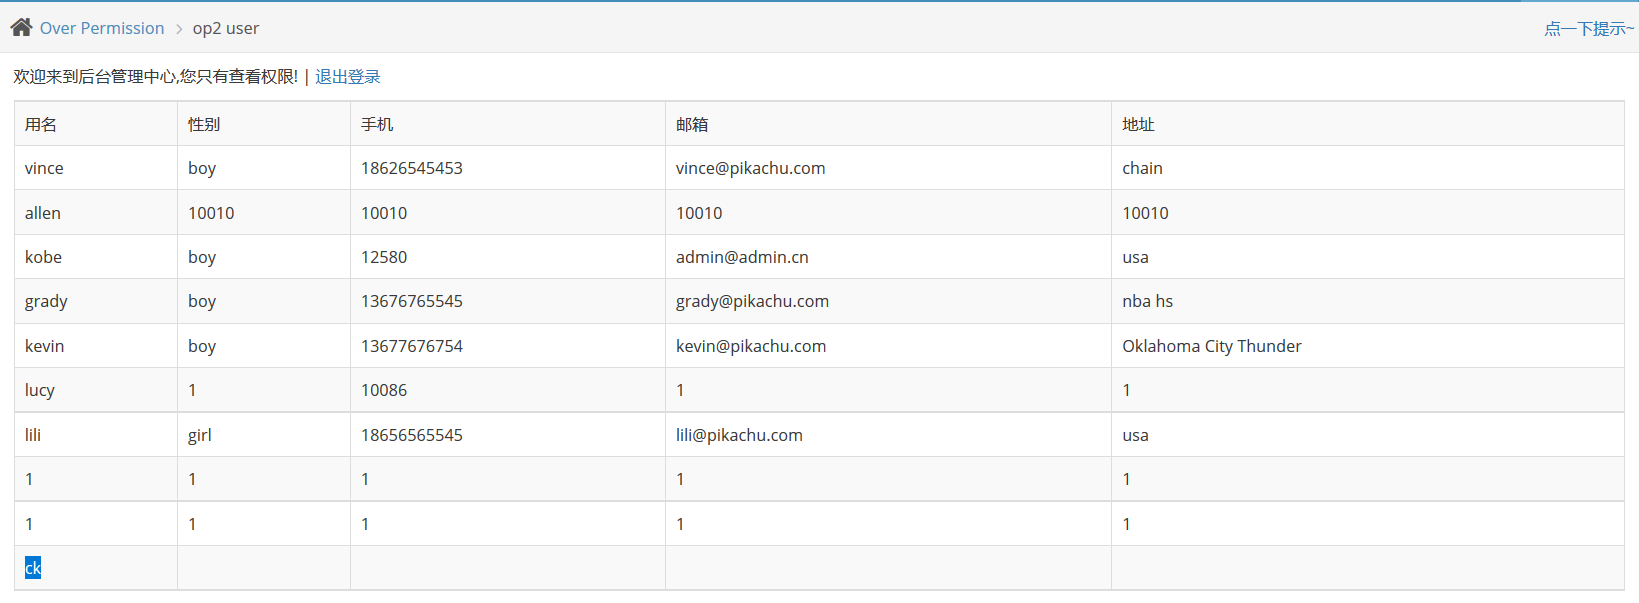 Over Permission > op2 user 点一下提示~
欢迎来到后台管理中心,您只有查看权限! | 退出登录
用名 性别 手机 邮箱 地址
vince boy 18626545453 vince@pikachu.com chain
allen 10010 10010 10010 10010
kobe boy 12580 admin@admin.cn usa
grady boy 13676765545 grady@pikachu.com nba hs
kevin boy 13677676754 kevin@pikachu.com Oklahoma City Thunder
lucy 1 10086 1 1
lili girl 18656565545 lili@pikachu.com usa
1 1 1 1 1
1 1 1 1 1
ck